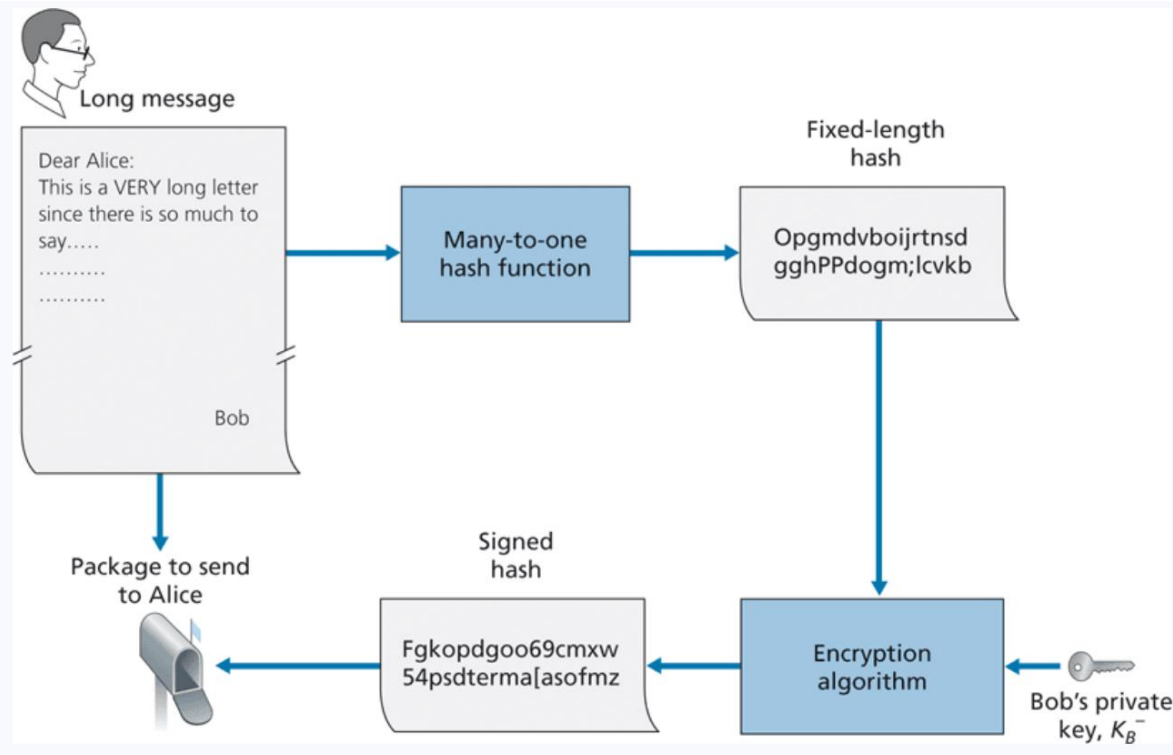 Long message
Dear Alice:
This is a VERY long letter
since there is so much to
say.....
..........
..........
Bob
Many-to-one
hash function
Fixed-length
hash
Opgmdvboijrtnsd
gghPPdogm;lcvkb
Package to send
to Alice
Signed
hash
Fgkopdgoo69cmxw
54psdterma[asofmz
Encryption
algorithm
Bob's private
key, K_B^−